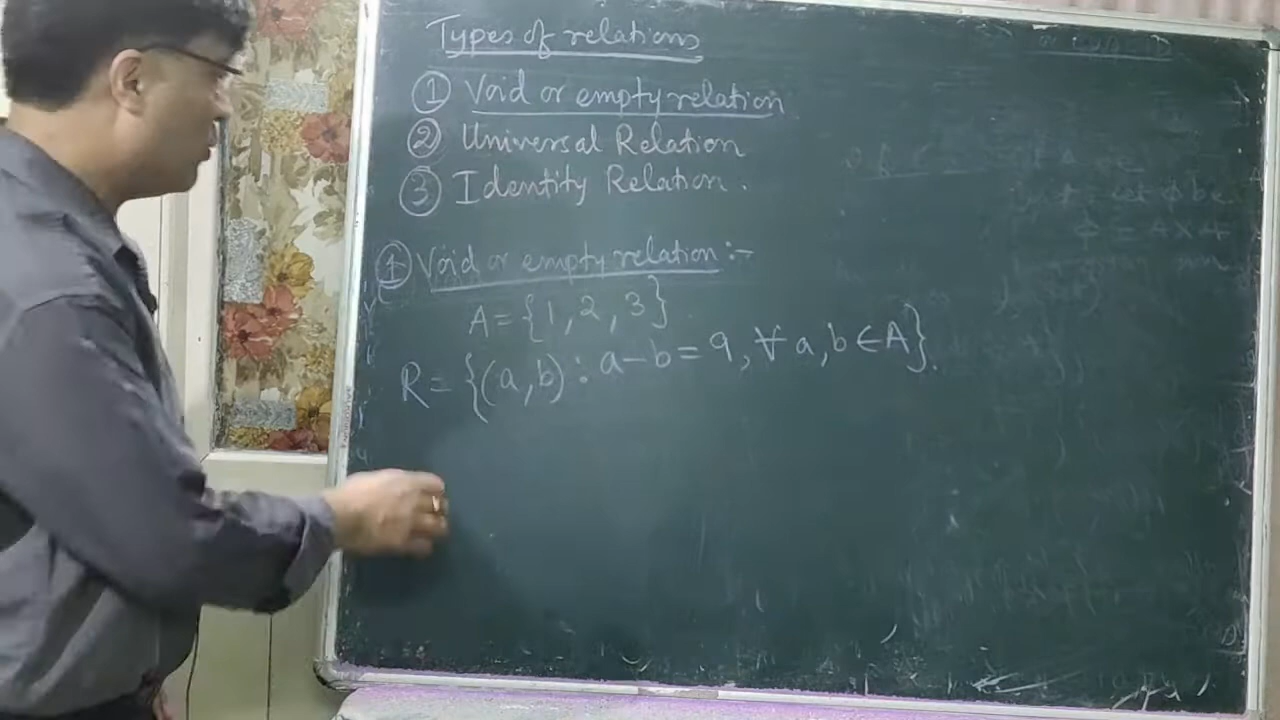 Types of relations
① Void or empty relation
② Universal Relation
③ Identity Relation.
① Void or empty relation :-
A = {1, 2, 3}
R = {(a, b) : a - b = 9, ∀ a, b ∈ A}.